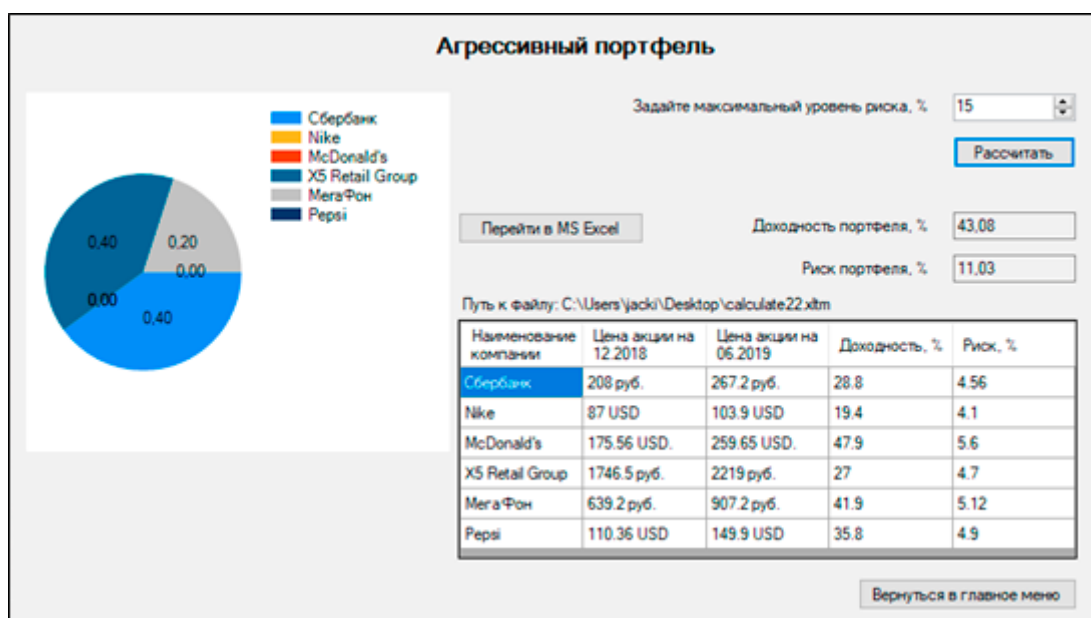 Агрессивный портфель
Сбербанк
Nike
McDonald's
X5 Retail Group
МегаФон
Pepsi
0,40
0,20
0,00
0,00
0,40
Задайте максимальный уровень риска, %
15
Рассчитать
Перейти в MS Excel
Доходность портфеля, %
43,08
Риск портфеля, %
11,03
Путь к файлу: C:\Users\jacki\Desktop\calculate22.xltm
Наименование компании Цена акции на 12.2018 Цена акции на 06.2019 Доходность, % Риск, %
Сбербанк 208 руб. 267.2 руб. 28.8 4.56
Nike 87 USD 103.9 USD 19.4 4.1
McDonald's 175.56 USD. 259.65 USD. 47.9 5.6
X5 Retail Group 1746.5 руб. 2219 руб. 27 4.7
МегаФон 639.2 руб. 907.2 руб. 41.9 5.12
Pepsi 110.36 USD 149.9 USD 35.8 4.9
Вернуться в главное меню